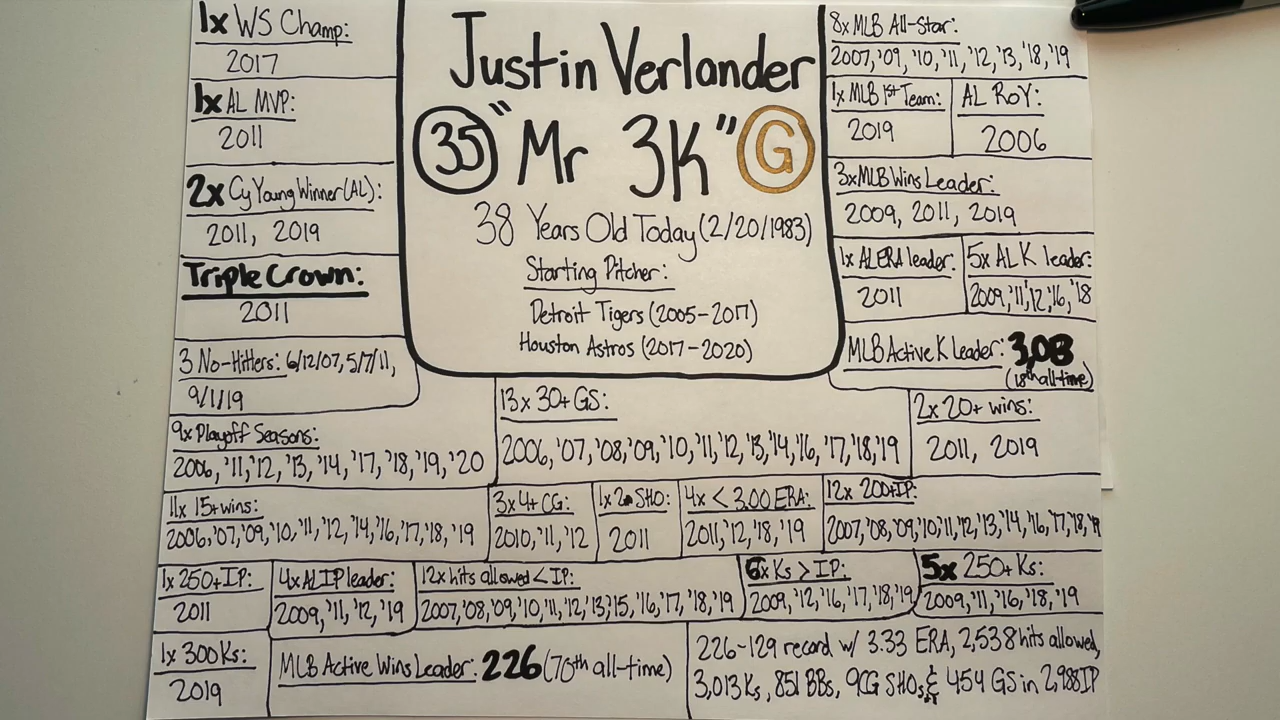 1x WS Champ:
2017
1x AL MVP:
2011
2x Cy Young Winner (AL):
2011, 2019
Triple Crown:
2011
3 No-Hitters: 6/12/07, 5/7/11,
9/1/19
Justin Verlander
35 "Mr 3K" G
38 Years Old Today (2/20/1983)
Starting Pitcher:
Detroit Tigers (2005-2017)
Houston Astros (2017-2020)
8x MLB All-Star:
2007, '09, '10, '11, '12, '13, '18, '19
1x MLB 1st Team:
2019
AL RoY:
2006
3x MLB Wins Leader:
2009, 2011, 2019
1x AL ERA leader:
2011
5x AL K leader:
2009, '11, '12, '16, '18
MLB Active K leader: 3,013
(18th all-time)
9x Playoff Seasons:
2006, '11, '12, '13, '14, '17, '18, '19, '20
13x 30+ GS:
2006, '07, '08, '09, '10, '11, '12, '13, '14, '16, '17, '18, '19
2x 20+ wins:
2011, 2019
11x 15+ wins:
2006, '07, '09, '10, '11, '12, '14, '16, '17, '18, '19
3x 4+ CG:
2010, '11, '12
1x 2 SHO:
2011
4x < 3.00 ERA:
2011, '12, '18, '19
12x 200+ IP:
2007, '08, '09, '10, '11, '12, '13, '14, '16, '17, '18, '19
1x 250+ IP:
2011
4x AL IP leader:
2009, '11, '12, '19
12x hits allowed < IP:
2007, '08, '09, '10, '11, '12, '13, '15, '16, '17, '18, '19
6x Ks > IP:
2009, '12, '16, '17, '18, '19
5x 250+ Ks:
2009, '11, '16, '18, '19
1x 300 Ks:
2019
MLB Active Wins Leader: 226 (70th all-time)
226-129 record w/ 3.33 ERA, 2,538 hits allowed,
3,013 Ks, 851 BBs, 9 CG SHOs, & 454 GS in 2,988 IP